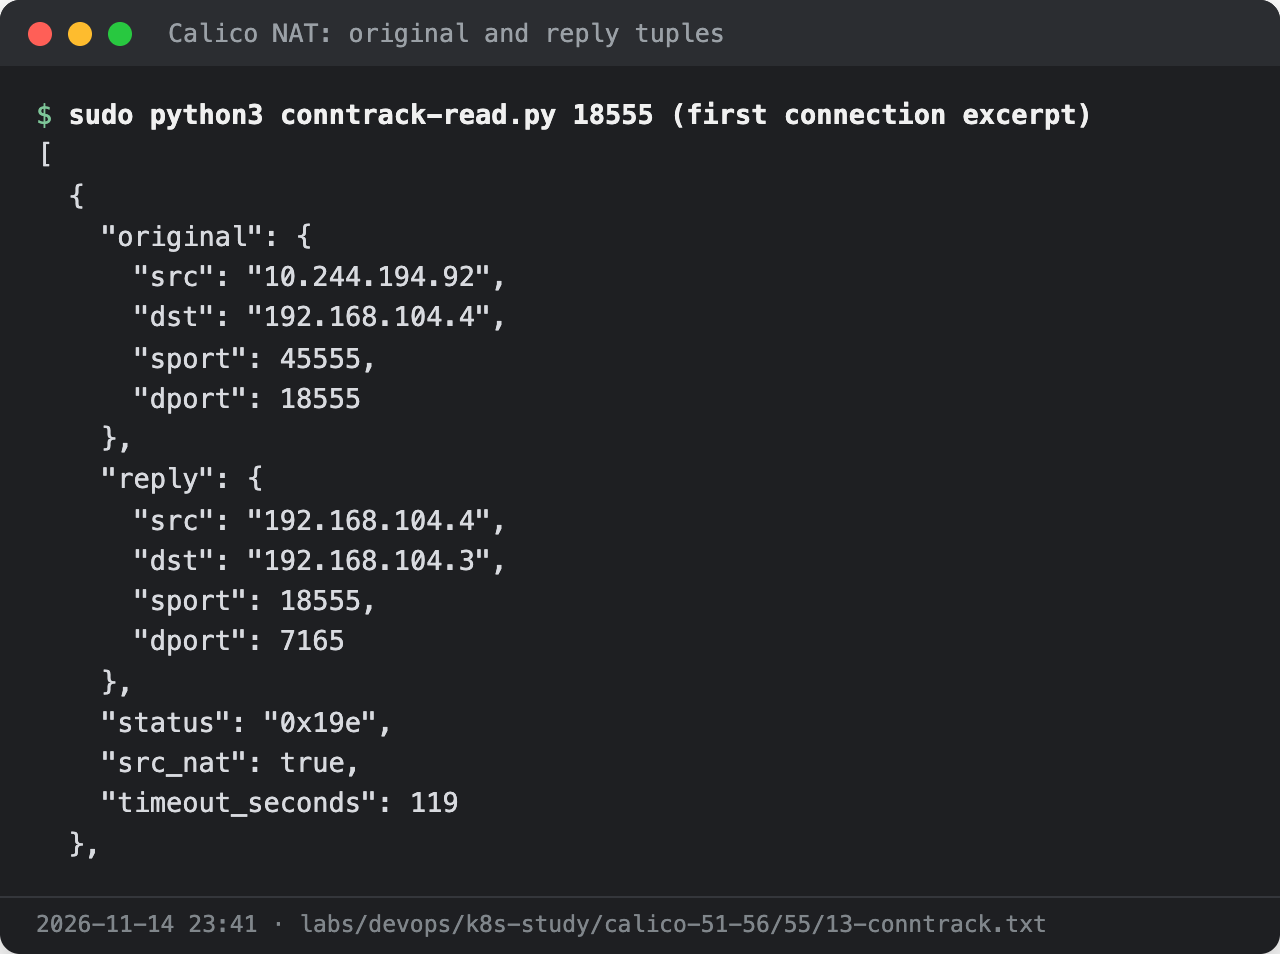 Calico NAT: original and reply tuples
$ sudo python3 conntrack-read.py 18555 (first connection excerpt)
[
  {
    "original": {
      "src": "10.244.194.92",
      "dst": "192.168.104.4",
      "sport": 45555,
      "dport": 18555
    },
    "reply": {
      "src": "192.168.104.4",
      "dst": "192.168.104.3",
      "sport": 18555,
      "dport": 7165
    },
    "status": "0x19e",
    "src_nat": true,
    "timeout_seconds": 119
  },
2026-11-14 23:41 · labs/devops/k8s-study/calico-51-56/55/13-conntrack.txt